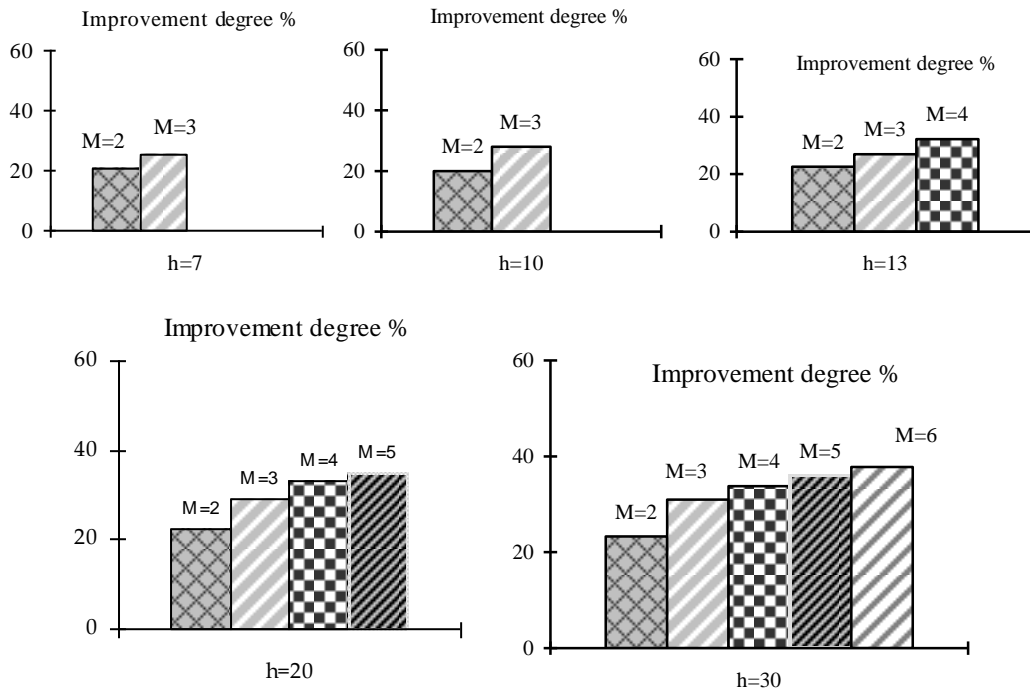 Improvement degree %
60
40
20
0
M=2
M=3
h=7
Improvement degree %
60
40
20
0
M=2
M=3
h=10
Improvement degree %
60
40
20
0
M=2
M=3
M=4
h=13
Improvement degree %
60
40
20
0
M=2
M=3
M=4
M=5
h=20
Improvement degree %
60
40
20
0
M=2
M=3
M=4
M=5
M=6
h=30